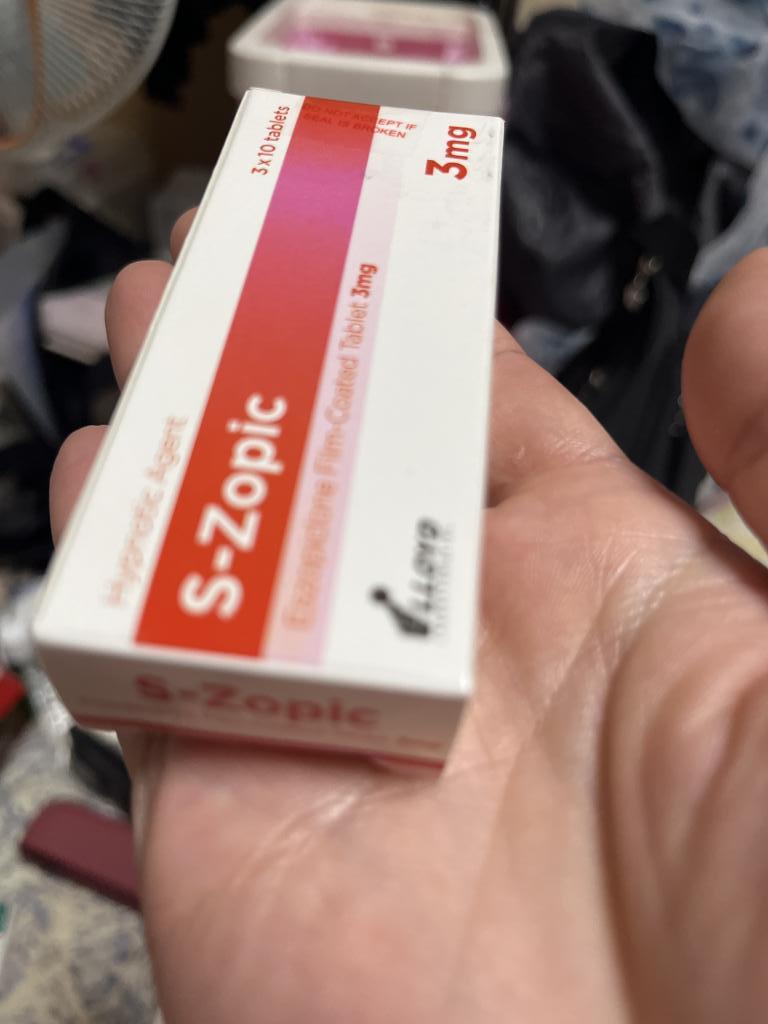 3 x 10 tablets
DO NOT ACCEPT IF
SEAL IS BROKEN
3mg
Hypnotic Agent
S-Zopic
Eszopiclone Film-Coated Tablet 3mg
LLOYD
S-Zopic